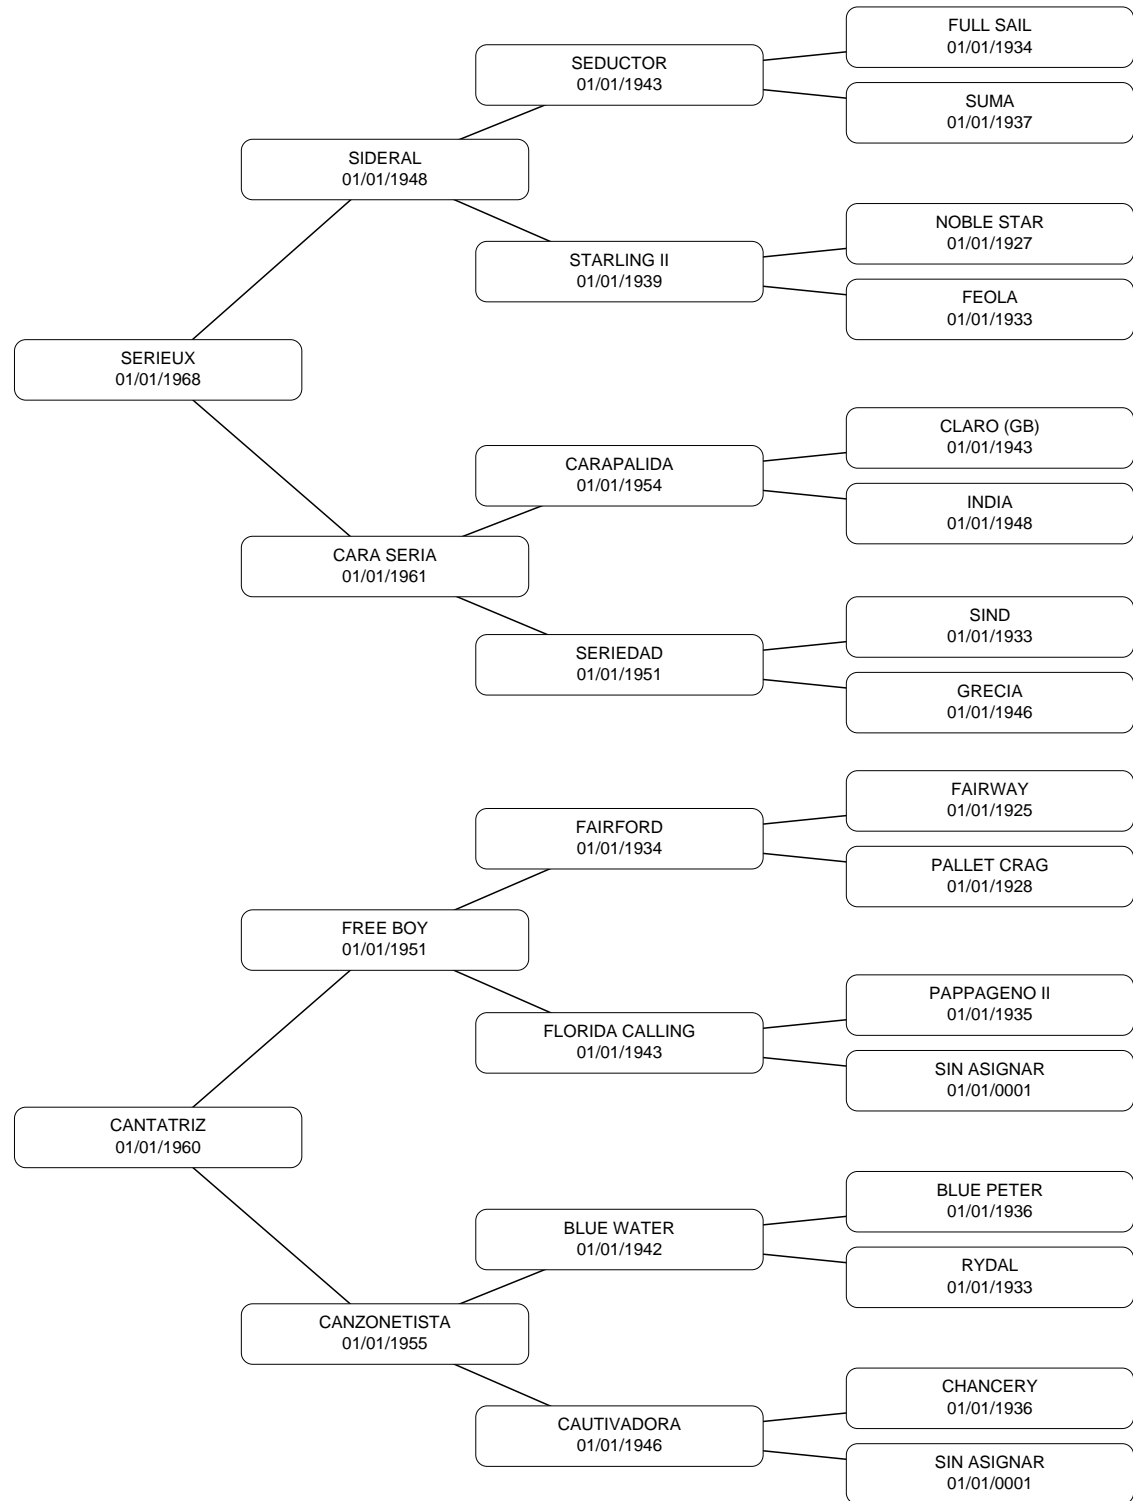 FULL SAIL
01/01/1934
SEDUCTOR
01/01/1943
SUMA
01/01/1937
SIDERAL
01/01/1948
NOBLE STAR
01/01/1927
STARLING II
01/01/1939
FEOLA
01/01/1933
SERIEUX
01/01/1968
CLARO (GB)
01/01/1943
CARAPALIDA
01/01/1954
INDIA
01/01/1948
CARA SERIA
01/01/1961
SIND
01/01/1933
SERIEDAD
01/01/1951
GRECIA
01/01/1946
FAIRWAY
01/01/1925
FAIRFORD
01/01/1934
PALLET CRAG
01/01/1928
FREE BOY
01/01/1951
PAPPAGENO II
01/01/1935
FLORIDA CALLING
01/01/1943
SIN ASIGNAR
01/01/0001
CANTATRIZ
01/01/1960
BLUE PETER
01/01/1936
BLUE WATER
01/01/1942
RYDAL
01/01/1933
CANZONETISTA
01/01/1955
CHANCERY
01/01/1936
CAUTIVADORA
01/01/1946
SIN ASIGNAR
01/01/0001